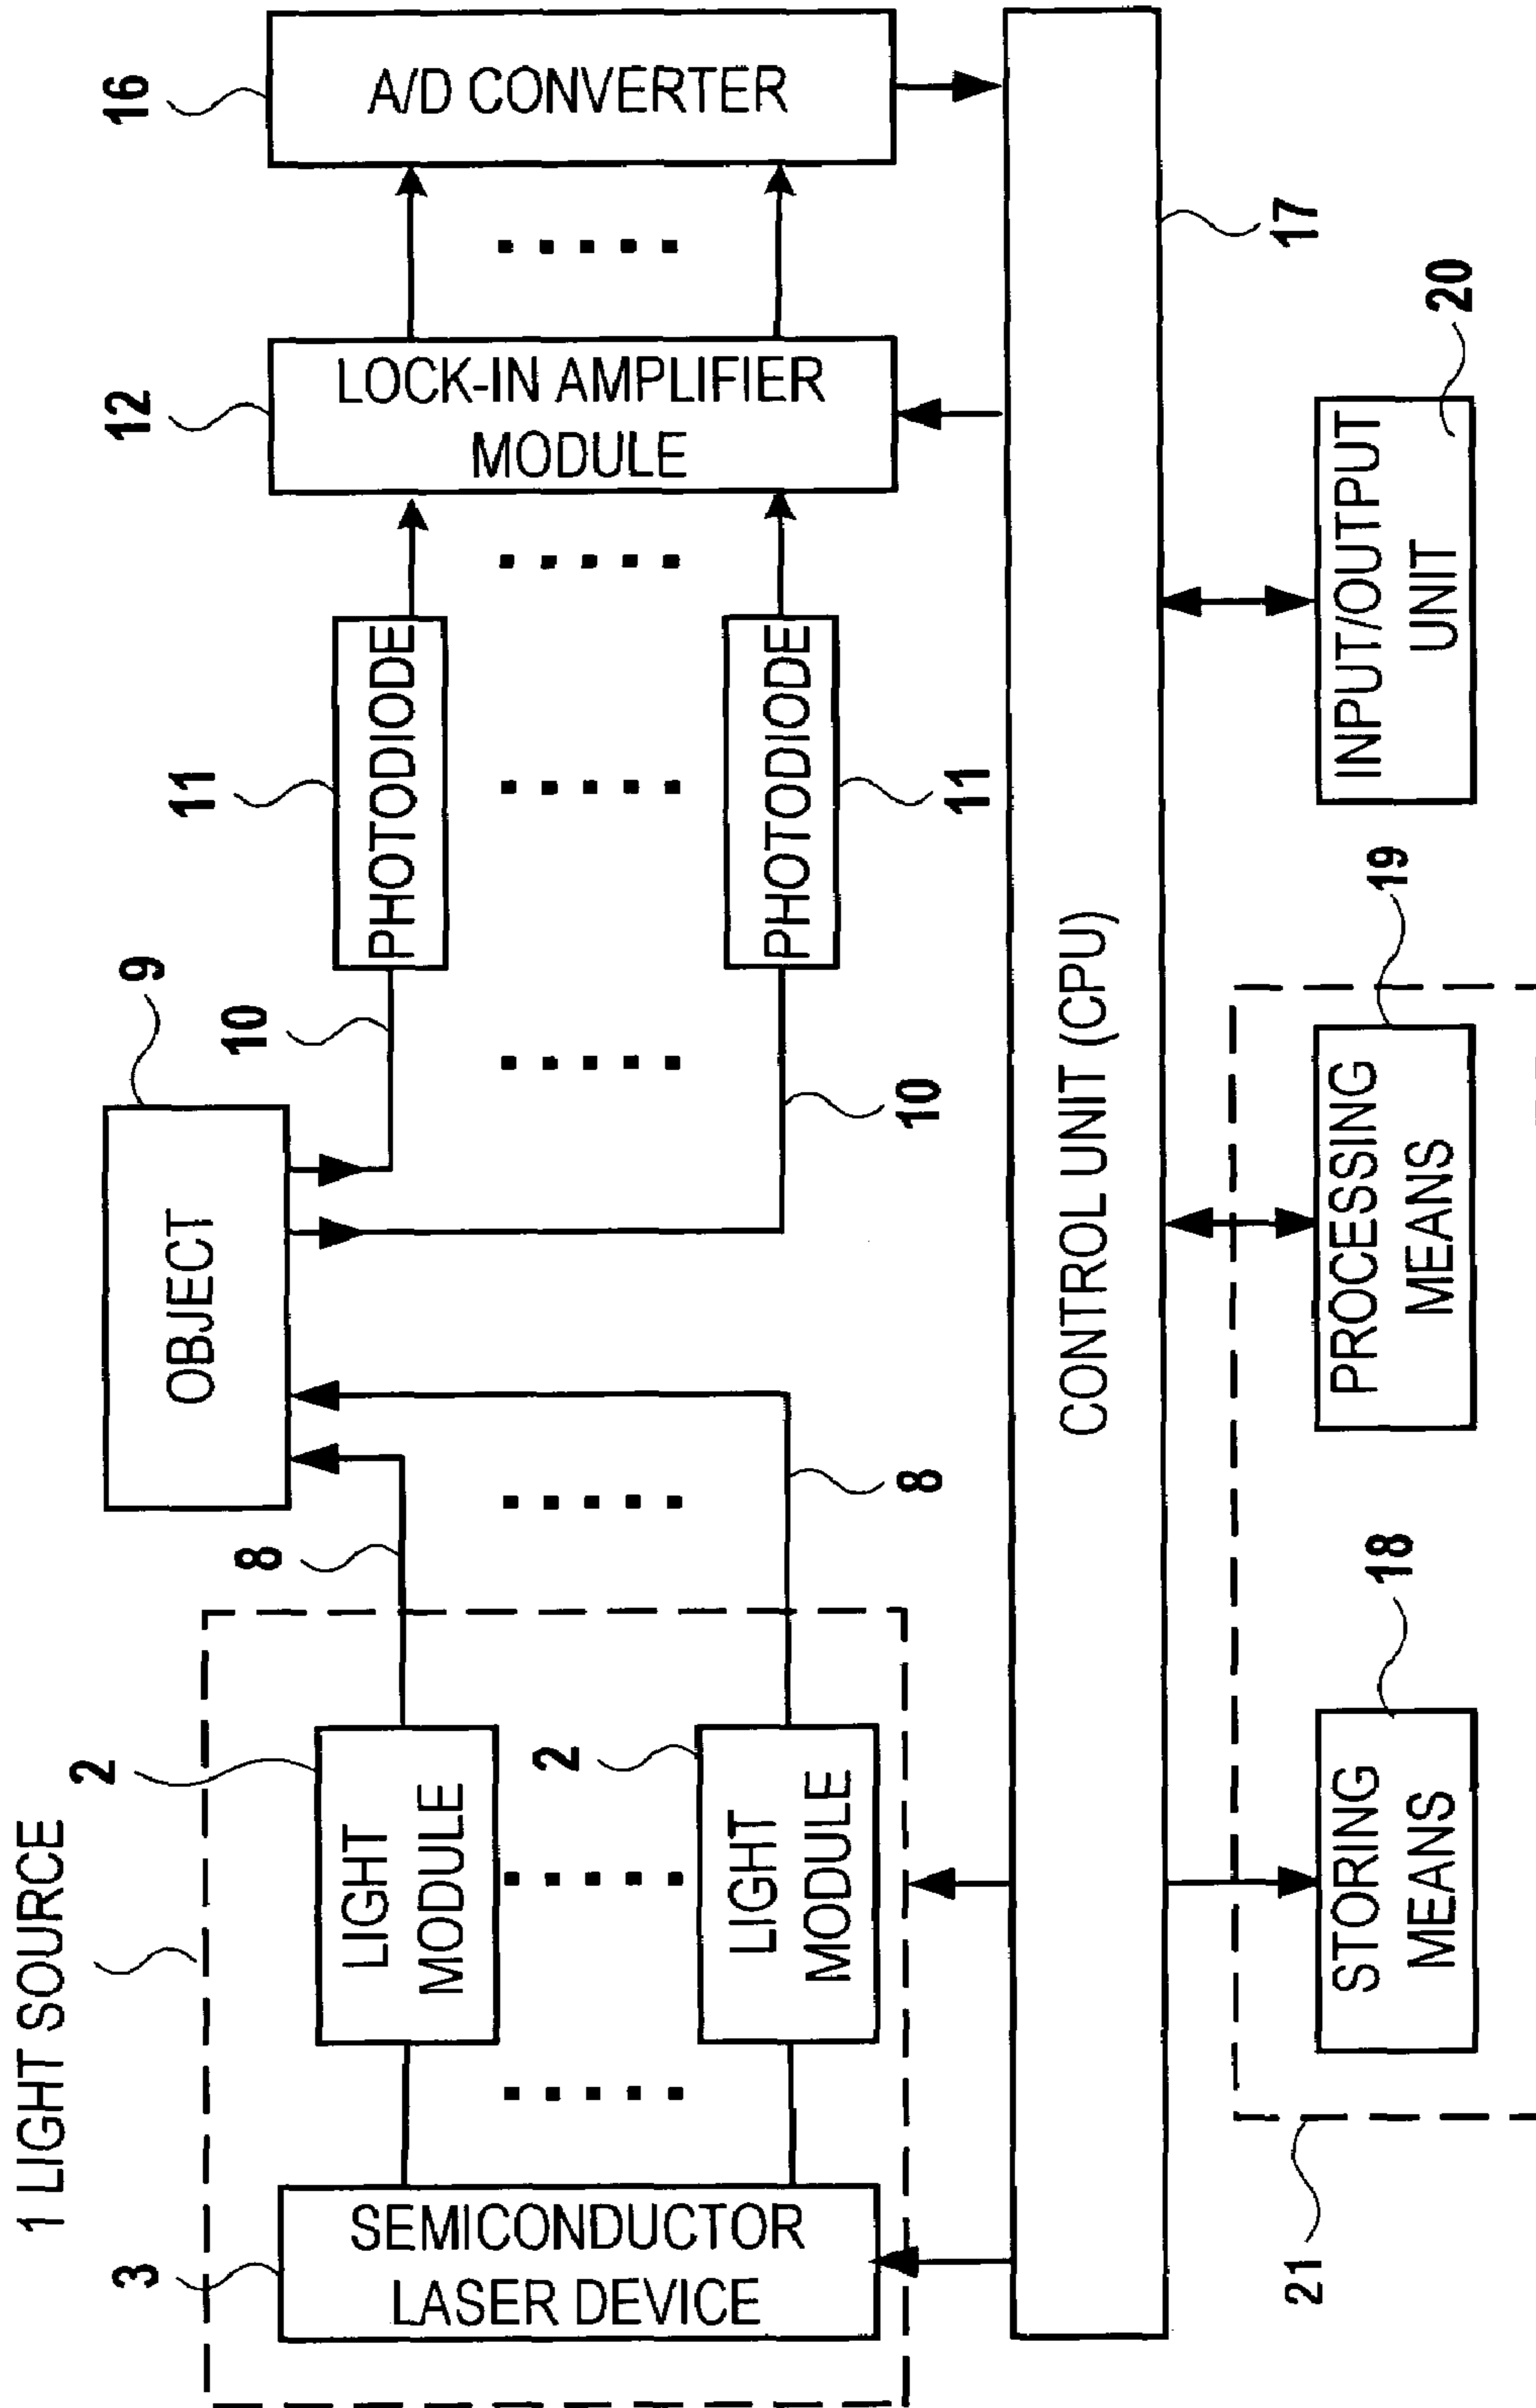 1 LIGHT SOURCE
3
SEMICONDUCTOR
LASER DEVICE
2
LIGHT
MODULE
2
LIGHT
MODULE
8
8
OBJECT
9
10
10
PHOTODIODE
11
PHOTODIODE
11
LOCK-IN AMPLIFIER
MODULE
12
A/D CONVERTER
16
CONTROL UNIT (CPU)
17
21
STORING
MEANS
18
PROCESSING
MEANS
19
INPUT/OUTPUT
UNIT
20